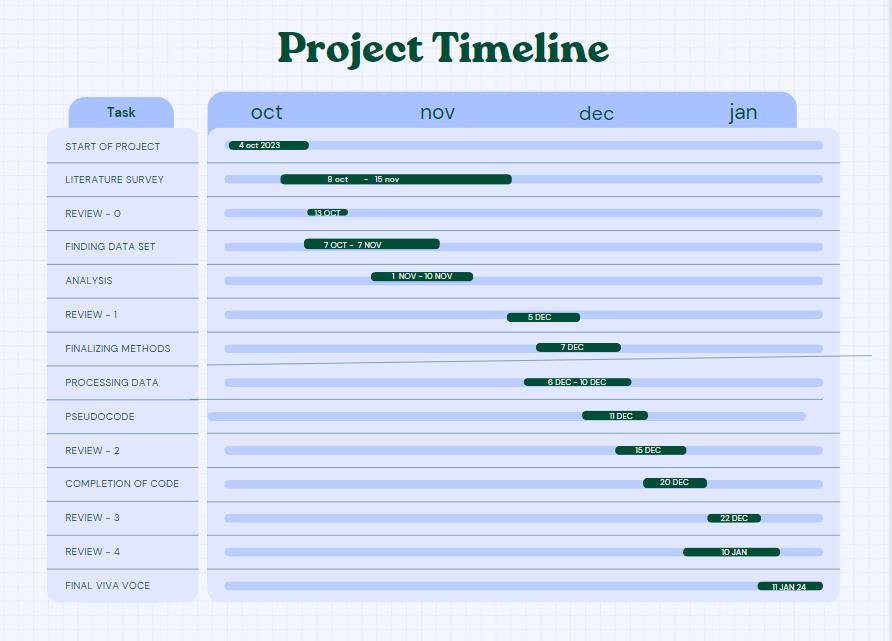 Project Timeline
Task oct nov dec jan
START OF PROJECT 4 oct 2023
LITERATURE SURVEY 8 oct - 15 nov
REVIEW - 0 13 OCT
FINDING DATA SET 7 OCT - 7 NOV
ANALYSIS 1 NOV - 10 NOV
REVIEW - 1 5 DEC
FINALIZING METHODS 7 DEC
PROCESSING DATA 6 DEC - 10 DEC
PSEUDOCODE 11 DEC
REVIEW - 2 15 DEC
COMPLETION OF CODE 20 DEC
REVIEW - 3 22 DEC
REVIEW - 4 10 JAN
FINAL VIVA VOCE 11 JAN 24